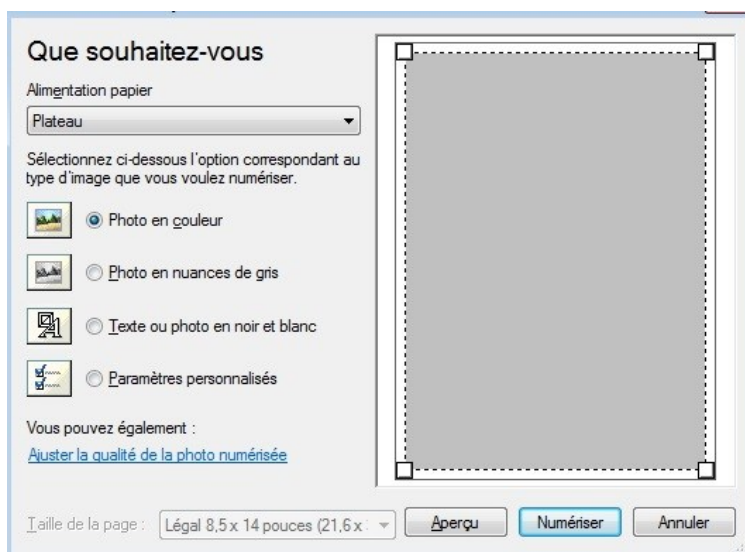 Que souhaitez-vous
Alimentation papier
Plateau
Sélectionnez ci-dessous l'option correspondant au
type d'image que vous voulez numériser.
Photo en couleur
Photo en nuances de gris
Texte ou photo en noir et blanc
Paramètres personnalisés
Vous pouvez également :
Ajuster la qualité de la photo numérisée
Taille de la page : Légal 8,5 x 14 pouces (21,6 x Aperçu Numériser Annuler